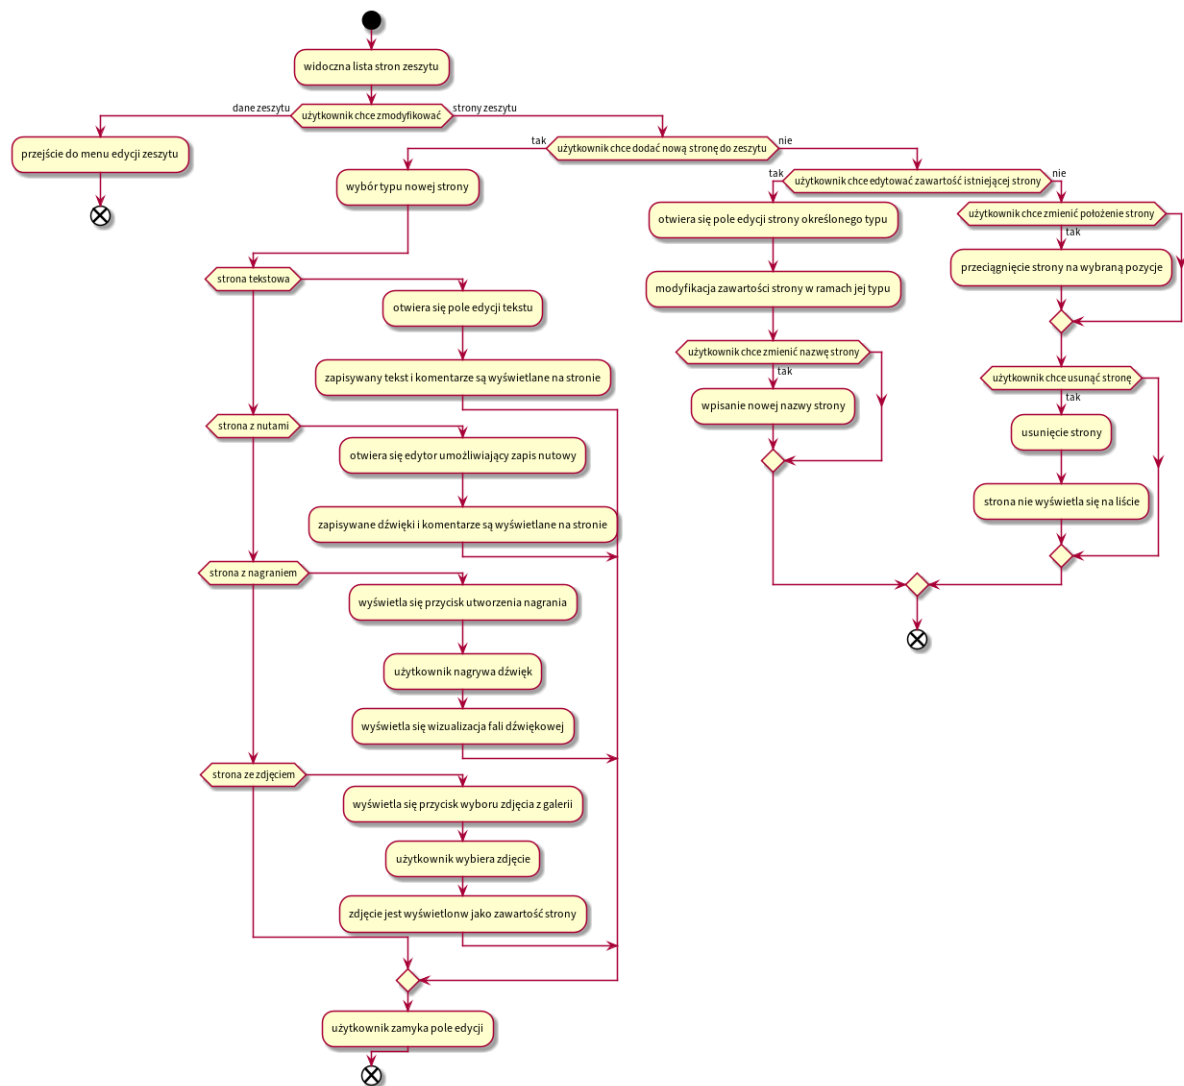 widoczna lista stron zeszytu
dane zeszytu
użytkownik chce zmodyfikować
strony zeszytu
przejście do menu edycji zeszytu
tak
użytkownik chce dodać nową stronę do zeszytu
nie
wybór typu nowej strony
strona tekstowa
otwiera się pole edycji tekstu
zapisywany tekst i komentarze są wyświetlane na stronie
strona z nutami
otwiera się edytor umożliwiający zapis nutowy
zapisywane dźwięki i komentarze są wyświetlane na stronie
strona z nagraniem
wyświetla się przycisk utworzenia nagrania
użytkownik nagrywa dźwięk
wyświetla się wizualizacja fali dźwiękowej
strona ze zdjęciem
wyświetla się przycisk wyboru zdjęcia z galerii
użytkownik wybiera zdjęcie
zdjęcie jest wyświetlonw jako zawartość strony
użytkownik zamyka pole edycji
tak
użytkownik chce edytować zawartość istniejącej strony
nie
otwiera się pole edycji strony określonego typu
modyfikacja zawartości strony w ramach jej typu
użytkownik chce zmienić nazwę strony
tak
wpisanie nowej nazwy strony
użytkownik chce zmienić położenie strony
tak
przeciągnięcie strony na wybraną pozycje
użytkownik chce usunąć stronę
tak
usunięcie strony
strona nie wyświetla się na liście